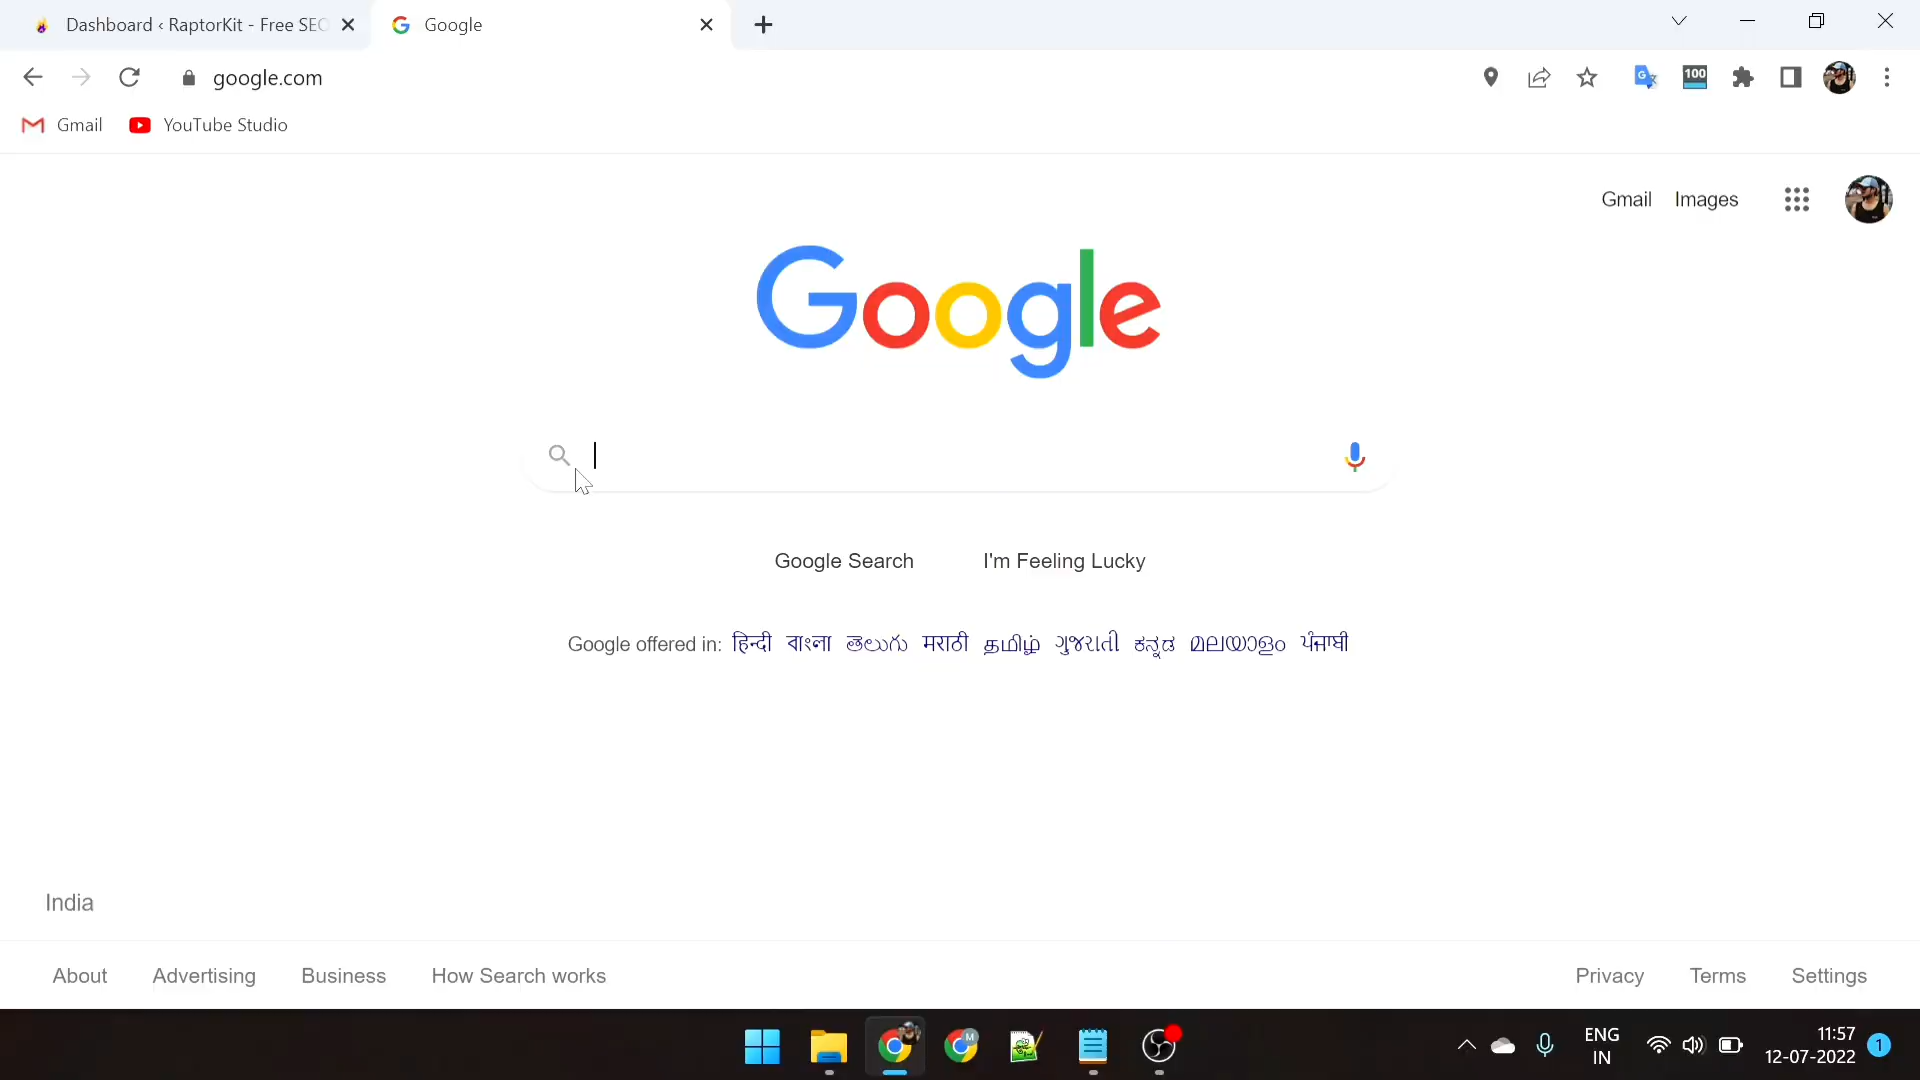 Dashboard ‹ RaptorKit - Free SEO
Google
google.com
100
Gmail
YouTube Studio
Gmail Images
Google
Google Search I'm Feeling Lucky
Google offered in: हिन्दी বাংলা తెలుగు मराठी தமிழ் ગુજરાતી ಕನ್ನಡ മലയാളം ਪੰਜਾਬੀ
India
About Advertising Business How Search works Privacy Terms Settings
ENG
IN
11:57
12-07-2022
1